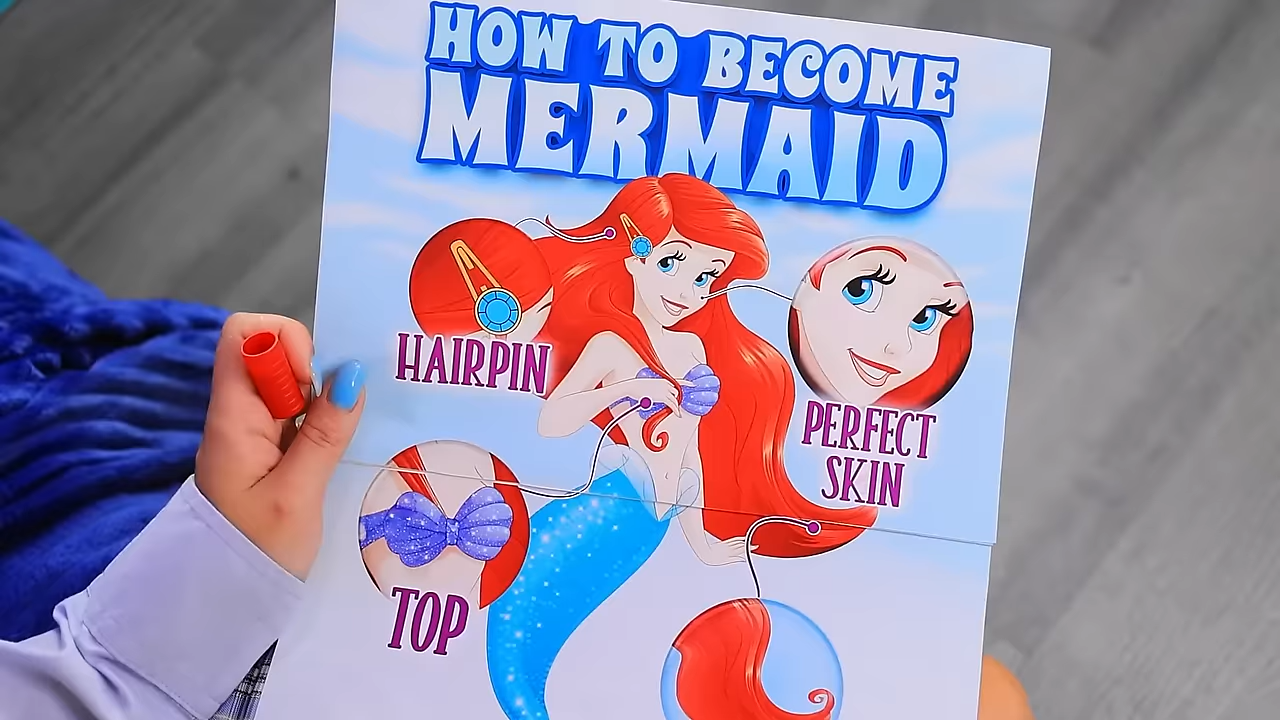 HOW TO BECOME
MERMAID
HAIRPIN
PERFECT
SKIN
TOP